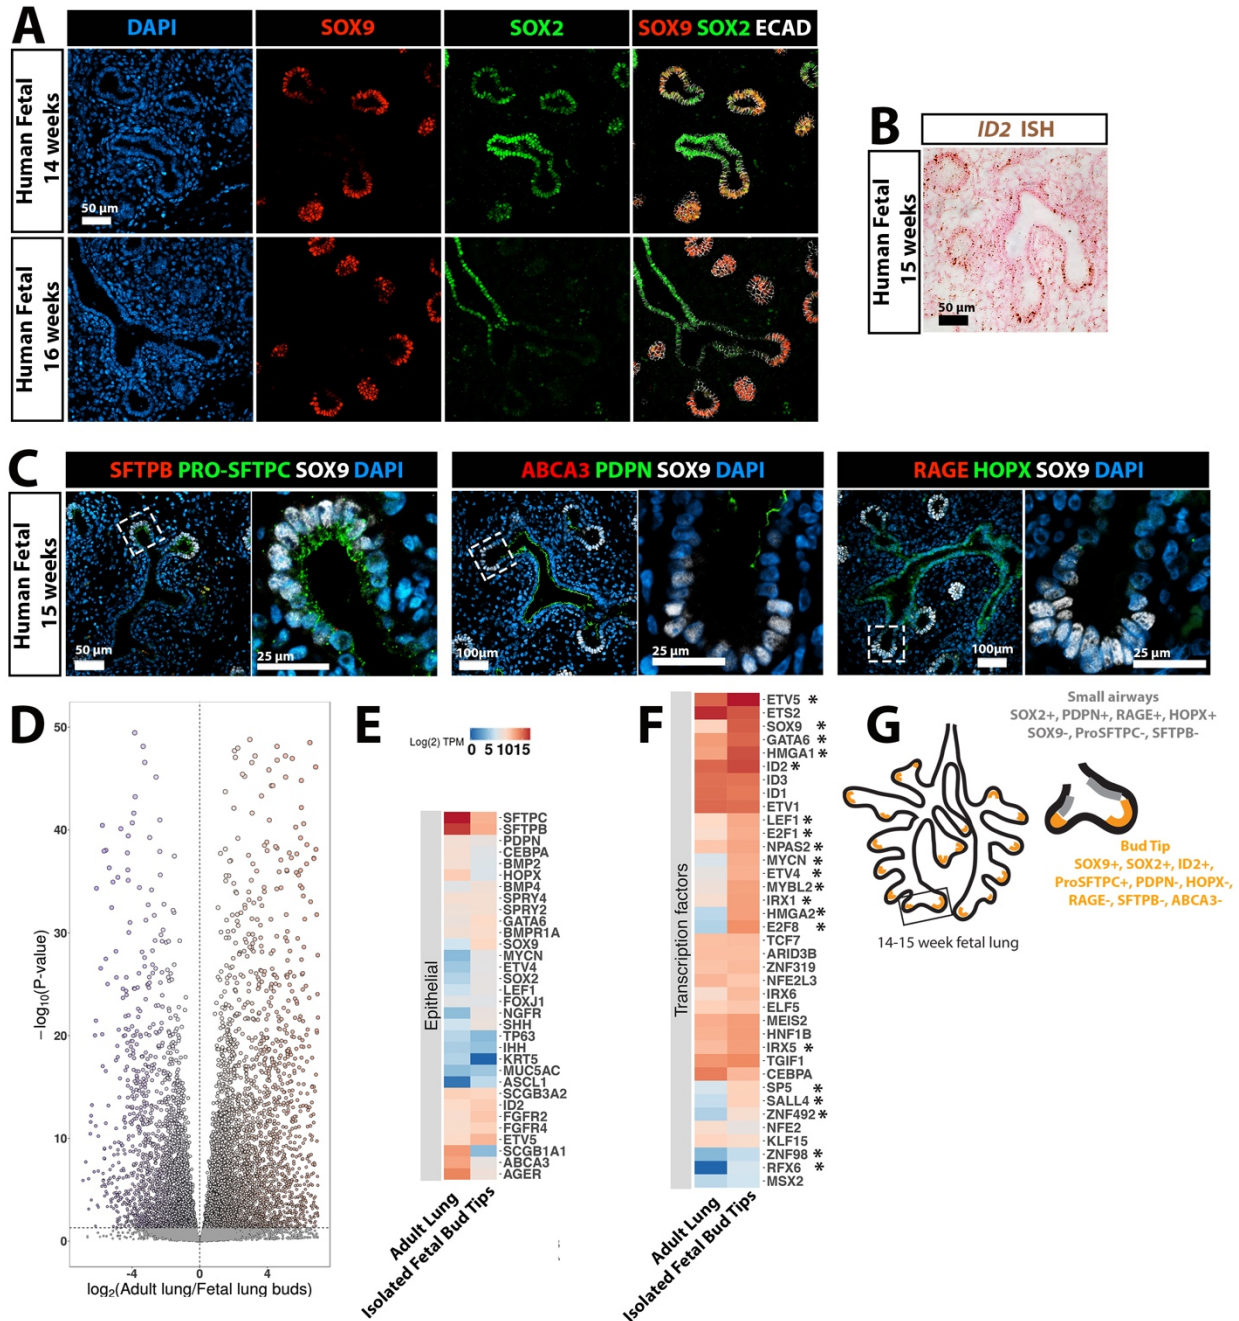 A
DAPI
SOX9
SOX2
SOX9 SOX2 ECAD
Human Fetal
14 weeks
50 μm
Human Fetal
16 weeks
B
ID2 ISH
Human Fetal
15 weeks
50 μm
C
SFTPB PRO-SFTPC SOX9 DAPI
ABCA3 PDPN SOX9 DAPI
RAGE HOPX SOX9 DAPI
Human Fetal
15 weeks
50 μm
25 μm
100μm
25 μm
100μm
25 μm
D
50
40
30
20
10
0
-4
0
4
−log10(P-value)
log2(Adult lung/Fetal lung buds)
E
Log(2) TPM
0 5 1015
Epithelial
SFTPC
SFTPB
PDPN
CEBPA
BMP2
HOPX
BMP4
SPRY4
SPRY2
GATA6
BMPR1A
SOX9
MYCN
ETV4
SOX2
LEF1
FOXJ1
NGFR
SHH
TP63
IHH
KRT5
MUC5AC
ASCL1
SCGB3A2
ID2
FGFR2
FGFR4
ETV5
SCGB1A1
ABCA3
AGER
Adult Lung
Isolated Fetal Bud Tips
F
Transcription factors
ETV5 *
ETS2
SOX9 *
GATA6 *
HMGA1 *
ID2 *
ID3
ID1
ETV1
LEF1 *
E2F1 *
NPAS2 *
MYCN *
ETV4 *
MYBL2 *
IRX1 *
HMGA2 *
E2F8 *
TCF7
ARID3B
ZNF319
NFE2L3
IRX6
ELF5
MEIS2
HNF1B
IRX5 *
TGIF1
CEBPA
SP5 *
SALL4 *
ZNF492 *
NFE2
KLF15
ZNF98 *
RFX6 *
MSX2
Adult Lung
Isolated Fetal Bud Tips
G
Small airways
SOX2+, PDPN+, RAGE+, HOPX+
SOX9-, ProSFTPC-, SFTPB-
Bud Tip
SOX9+, SOX2+, ID2+,
ProSFTPC+, PDPN-, HOPX-,
RAGE-, SFTPB-, ABCA3-
14-15 week fetal lung